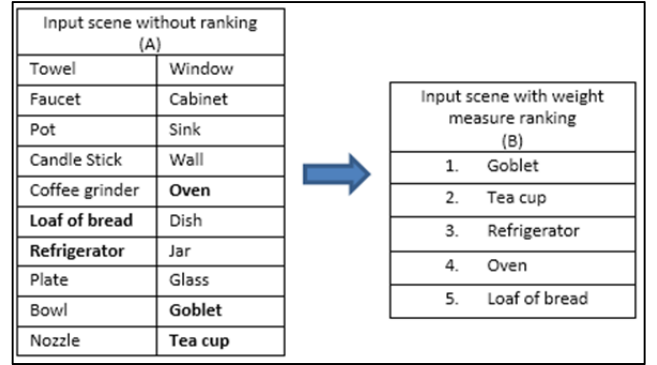 Input scene without ranking
(A)
Towel Window
Faucet Cabinet
Pot Sink
Candle Stick Wall
Coffee grinder Oven
Loaf of bread Dish
Refrigerator Jar
Plate Glass
Bowl Goblet
Nozzle Tea cup
Input scene with weight
measure ranking
(B)
1. Goblet
2. Tea cup
3. Refrigerator
4. Oven
5. Loaf of bread